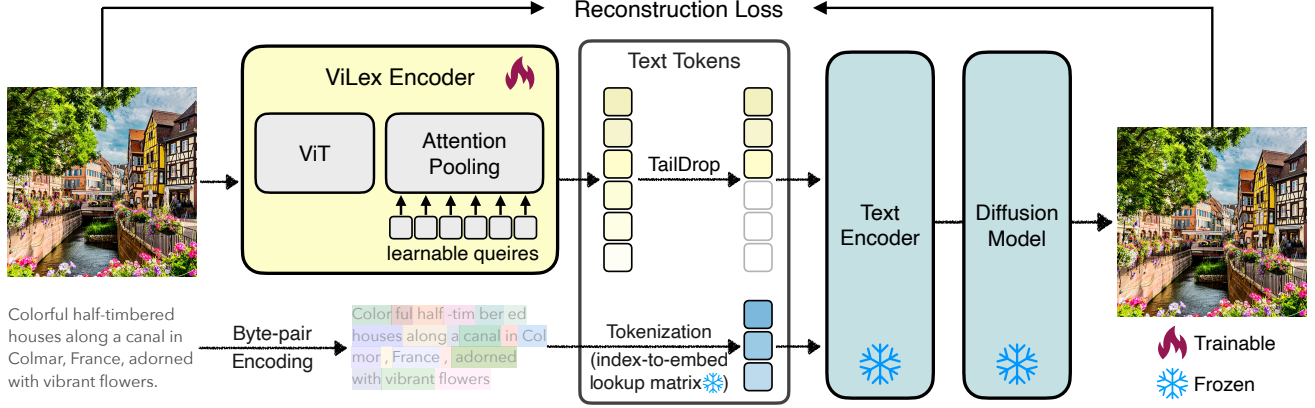 Reconstruction Loss
ViLex Encoder
ViT
Attention
Pooling
learnable queires
Text Tokens
TailDrop
Text
Encoder
Diffusion
Model
Colorful half-timbered
houses along a canal in
Colmar, France, adorned
with vibrant flowers.
Byte-pair
Encoding
Color ful half -tim ber ed
houses along a canal in Col
mor , France , adorned
with vibrant flowers
Tokenization
(index-to-embed
lookup matrix)
Trainable
Frozen